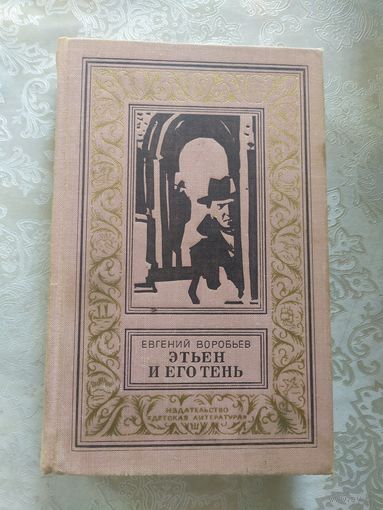 ЕВГЕНИЙ ВОРОБЬЕВ
ЭТЬЕН
И ЕГО ТЕНЬ
ИЗДАТЕЛЬСТВО
«ДЕТСКАЯ ЛИТЕРАТУРА»